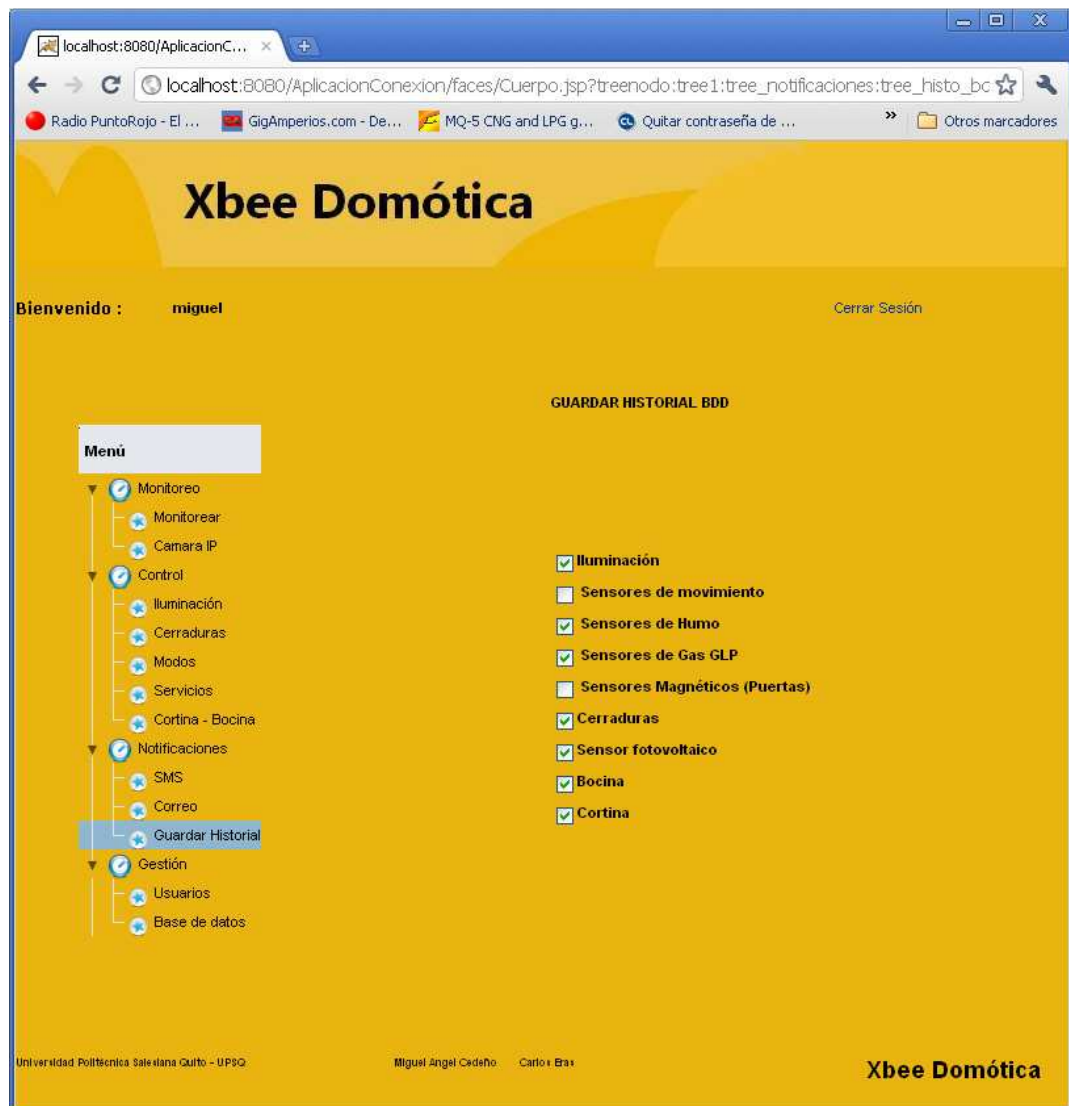 localhost:8080/AplicacionC...
localhost:8080/AplicacionConexion/faces/Cuerpo.jsp?treenodo:tree1:tree_notificaciones:tree_histo_bc
Radio PuntoRojo - El ... GigAmperios.com - De... MQ-5 CNG and LPG g... Quitar contraseña de ... » Otros marcadores
Xbee Domótica
Bienvenido : miguel Cerrar Sesión
GUARDAR HISTORIAL BDD
Menú
Monitoreo
Monitorear
Camara IP
Control
Iluminación
Cerraduras
Modos
Servicios
Cortina - Bocina
Notificaciones
SMS
Correo
Guardar Historial
Gestión
Usuarios
Base de datos
Iluminación
Sensores de movimiento
Sensores de Humo
Sensores de Gas GLP
Sensores Magnéticos (Puertas)
Cerraduras
Sensor fotovoltaico
Bocina
Cortina
Universidad Politécnica Salesiana Quito - UPSQ Miguel Angel Cedeño Carlos Eras
Xbee Domótica